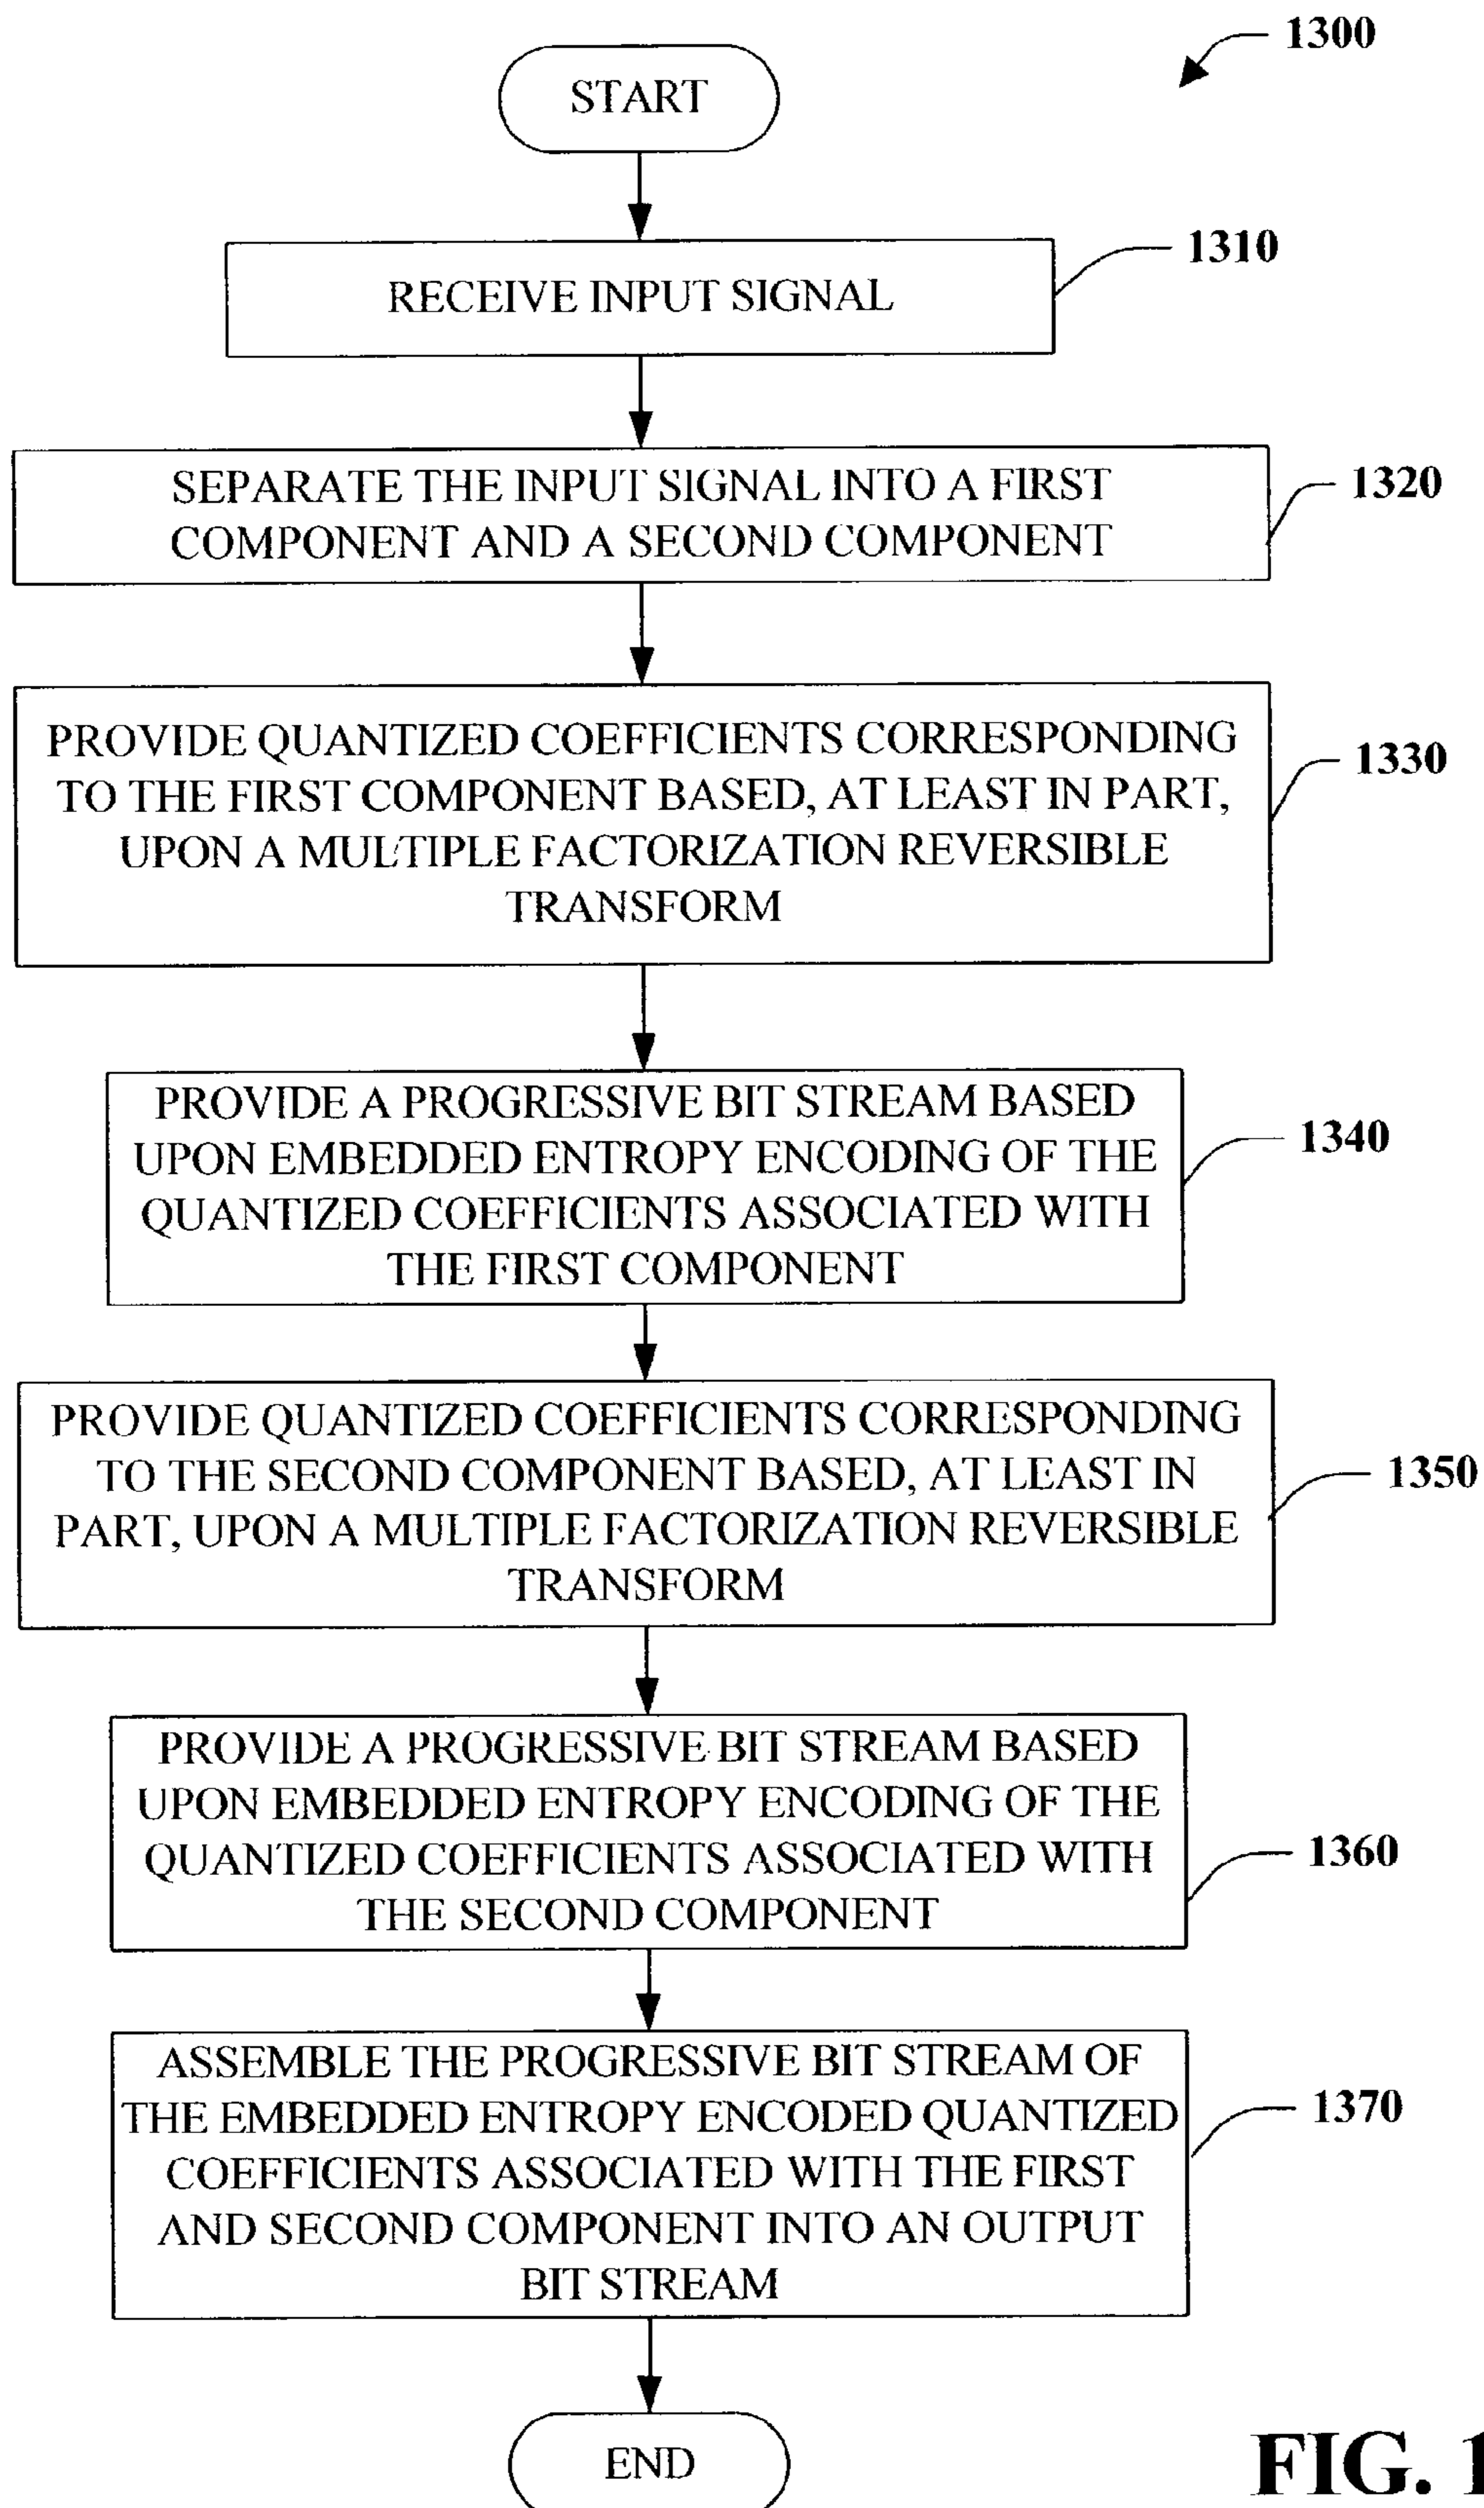 1300
START
1310
RECEIVE INPUT SIGNAL
1320
SEPARATE THE INPUT SIGNAL INTO A FIRST
COMPONENT AND A SECOND COMPONENT
PROVIDE QUANTIZED COEFFICIENTS CORRESPONDING
1330
TO THE FIRST COMPONENT BASED, AT LEAST IN PART,
UPON A MULTIPLE FACTORIZATION REVERSIBLE
TRANSFORM
PROVIDE A PROGRESSIVE BIT STREAM BASED
1340
UPON EMBEDDED ENTROPY ENCODING OF THE
QUANTIZED COEFFICIENTS ASSOCIATED WITH
THE FIRST COMPONENT
PROVIDE QUANTIZED COEFFICIENTS CORRESPONDING
1350
TO THE SECOND COMPONENT BASED, AT LEAST IN
PART, UPON A MULTIPLE FACTORIZATION REVERSIBLE
TRANSFORM
PROVIDE A PROGRESSIVE BIT STREAM BASED
UPON EMBEDDED ENTROPY ENCODING OF THE
1360
QUANTIZED COEFFICIENTS ASSOCIATED WITH
THE SECOND COMPONENT
ASSEMBLE THE PROGRESSIVE BIT STREAM OF
1370
THE EMBEDDED ENTROPY ENCODED QUANTIZED
COEFFICIENTS ASSOCIATED WITH THE FIRST
AND SECOND COMPONENT INTO AN OUTPUT
BIT STREAM
END
FIG.